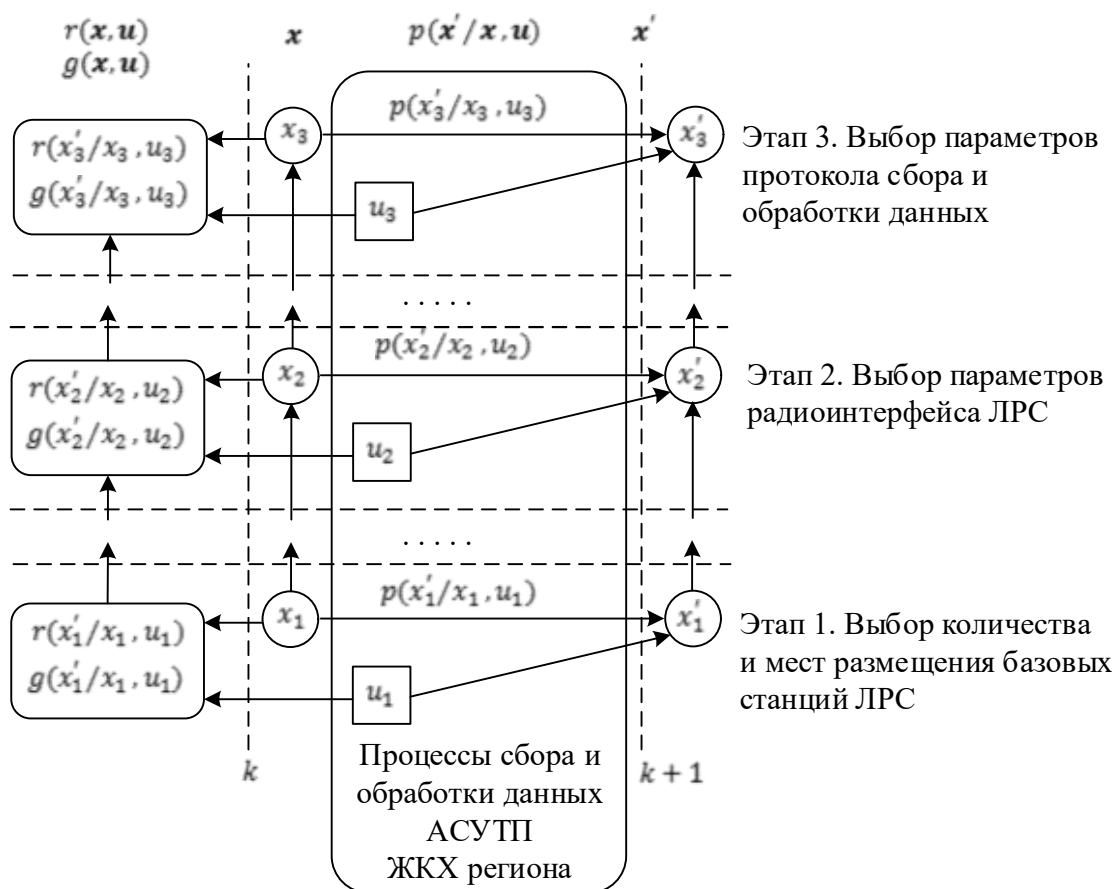 r(x, u) x p(x'/x, u) x'
g(x, u)
p(x'₃/x₃ , u₃)
r(x'₃/x₃ , u₃)
g(x'₃/x₃ , u₃)
x₃
x'₃
u₃
Этап 3. Выбор параметров
протокола сбора и
обработки данных
. . . . .
p(x'₂/x₂ , u₂)
r(x'₂/x₂ , u₂)
g(x'₂/x₂ , u₂)
x₂
x'₂
u₂
Этап 2. Выбор параметров
радиоинтерфейса ЛРС
. . . . .
p(x'₁/x₁ , u₁)
r(x'₁/x₁ , u₁)
g(x'₁/x₁ , u₁)
x₁
x'₁
u₁
Этап 1. Выбор количества
и мест размещения базовых
станций ЛРС
k
Процессы сбора и
обработки данных
АСУТП
ЖКХ региона
k + 1